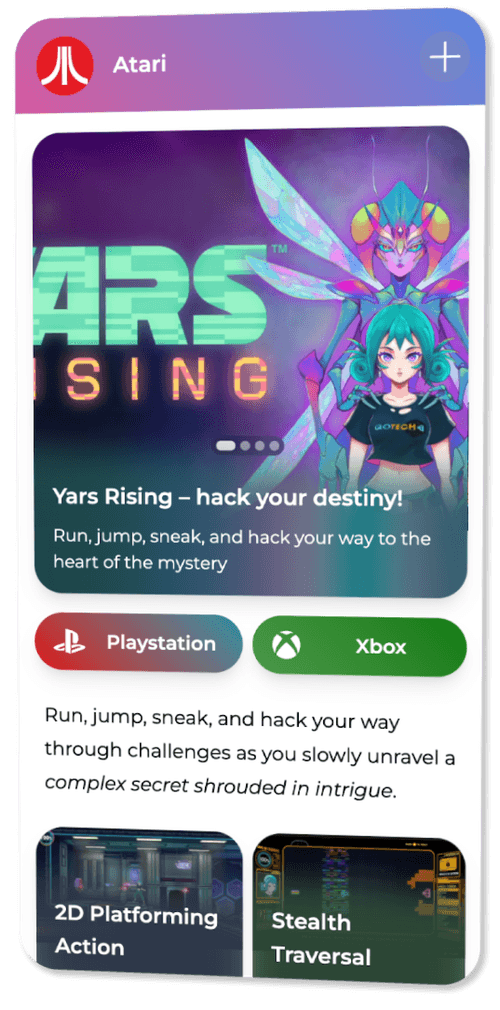 Atari
ARS™
ISING
GOTECH
Yars Rising – hack your destiny!
Run, jump, sneak, and hack your way to the
heart of the mystery
Playstation
Xbox
Run, jump, sneak, and hack your way
through challenges as you slowly unravel a
complex secret shrouded in intrigue.
2D Platforming
Action
Stealth
Traversal